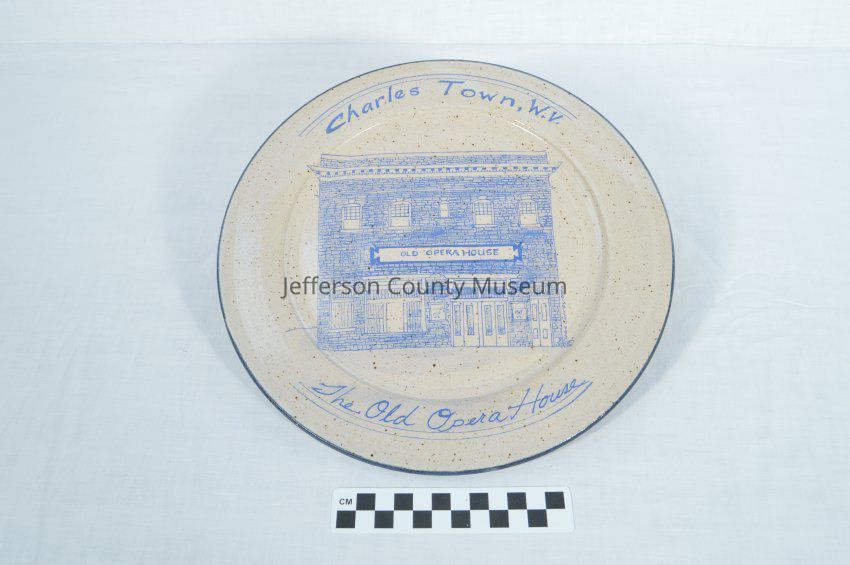 Charles Town, W.V.
OLD OPERA HOUSE
Jefferson County Museum
The Old Opera House
CM